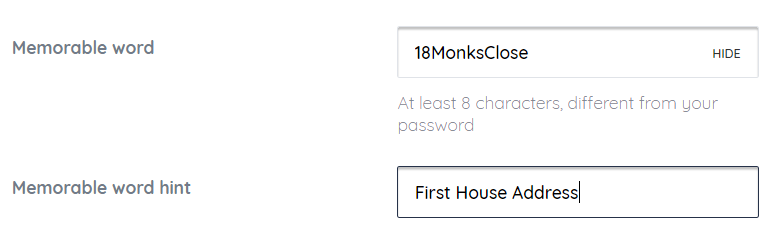 Memorable word
18MonksClose HIDE
At least 8 characters, different from your
password
Memorable word hint
First House Address